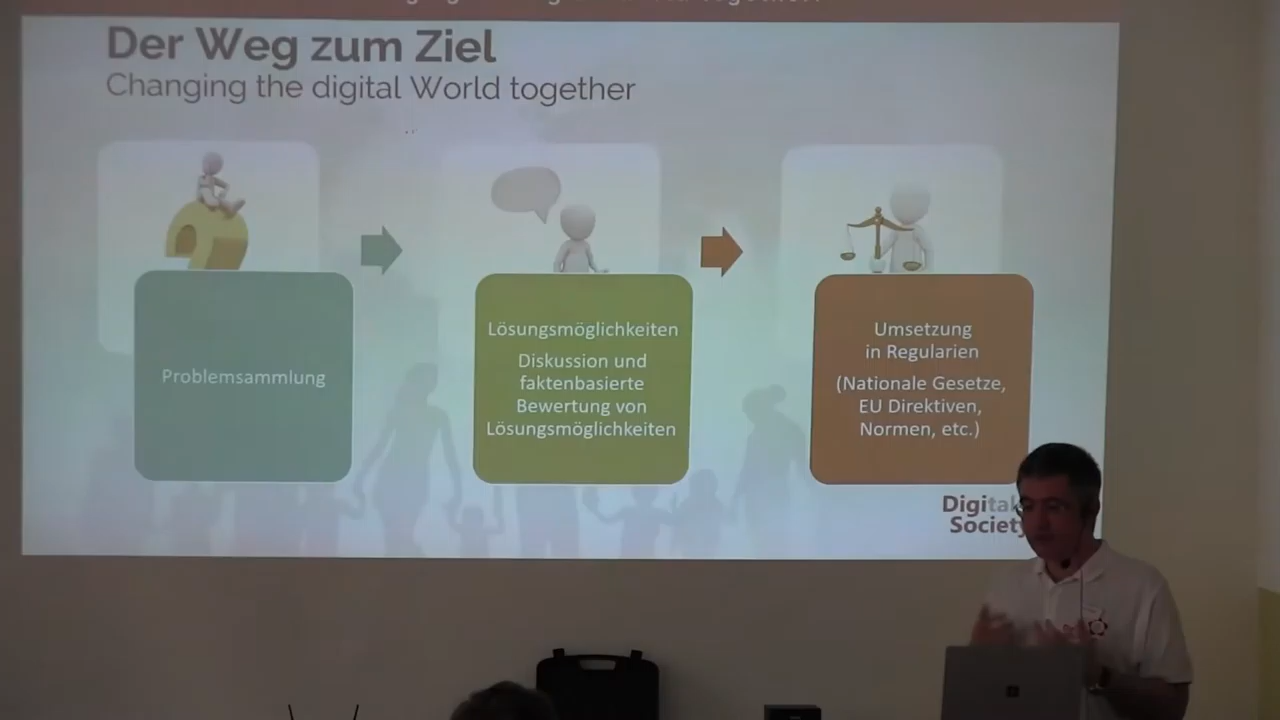 Der Weg zum Ziel
Changing the digital World together
Problemsammlung
Lösungsmöglichkeiten
Diskussion und
faktenbasierte
Bewertung von
Lösungsmöglichkeiten
Umsetzung
in Regularien
(Nationale Gesetze,
EU Direktiven,
Normen, etc.)
Digital
Society